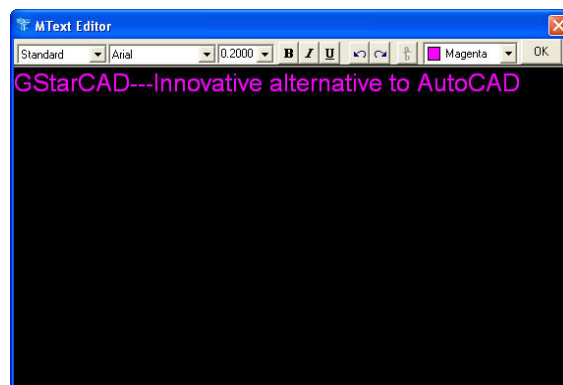 MText Editor
Standard Arial 0.2000 B I U a b Magenta OK
GStarCAD---Innovative alternative to AutoCAD